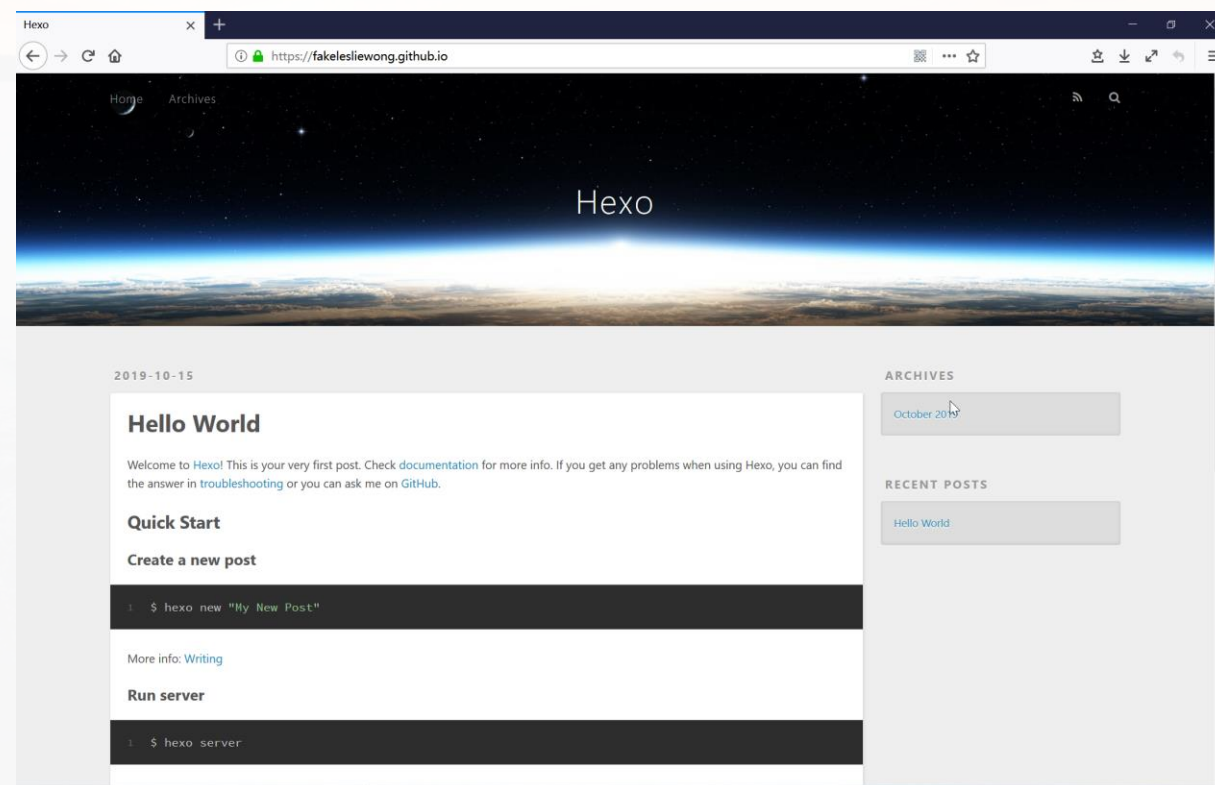 Hexo
https://fakelesliewong.github.io
Home Archives
Hexo
2019-10-15
Hello World
Welcome to Hexo! This is your very first post. Check documentation for more info. If you get any problems when using Hexo, you can find
the answer in troubleshooting or you can ask me on GitHub.
Quick Start
Create a new post
1 $ hexo new "My New Post"
More info: Writing
Run server
1 $ hexo server
ARCHIVES
October 2019
RECENT POSTS
Hello World